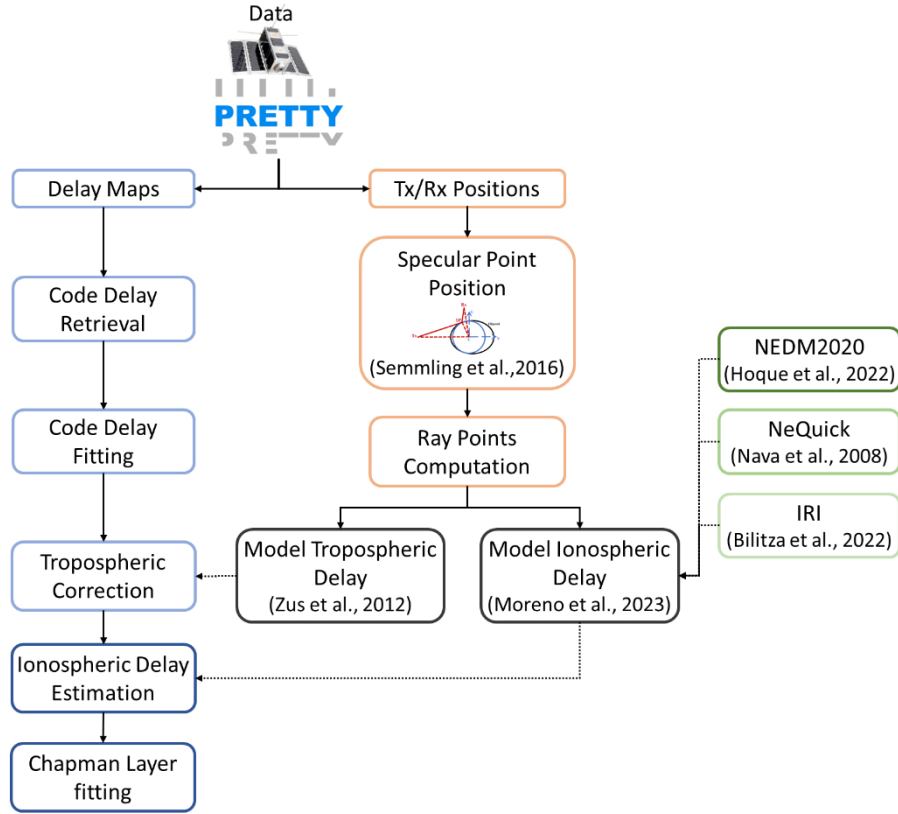 Data
PRETTY
Delay Maps
Tx/Rx Positions
Specular Point
Position
(Semmling et al.,2016)
Code Delay
Retrieval
NEDM2020
(Hoque et al., 2022)
Code Delay
Fitting
Ray Points
Computation
NeQuick
(Nava et al., 2008)
IRI
(Bilitza et al., 2022)
Tropospheric
Correction
Model Tropospheric
Delay
(Zus et al., 2012)
Model Ionospheric
Delay
(Moreno et al., 2023)
Ionospheric Delay
Estimation
Chapman Layer
fitting